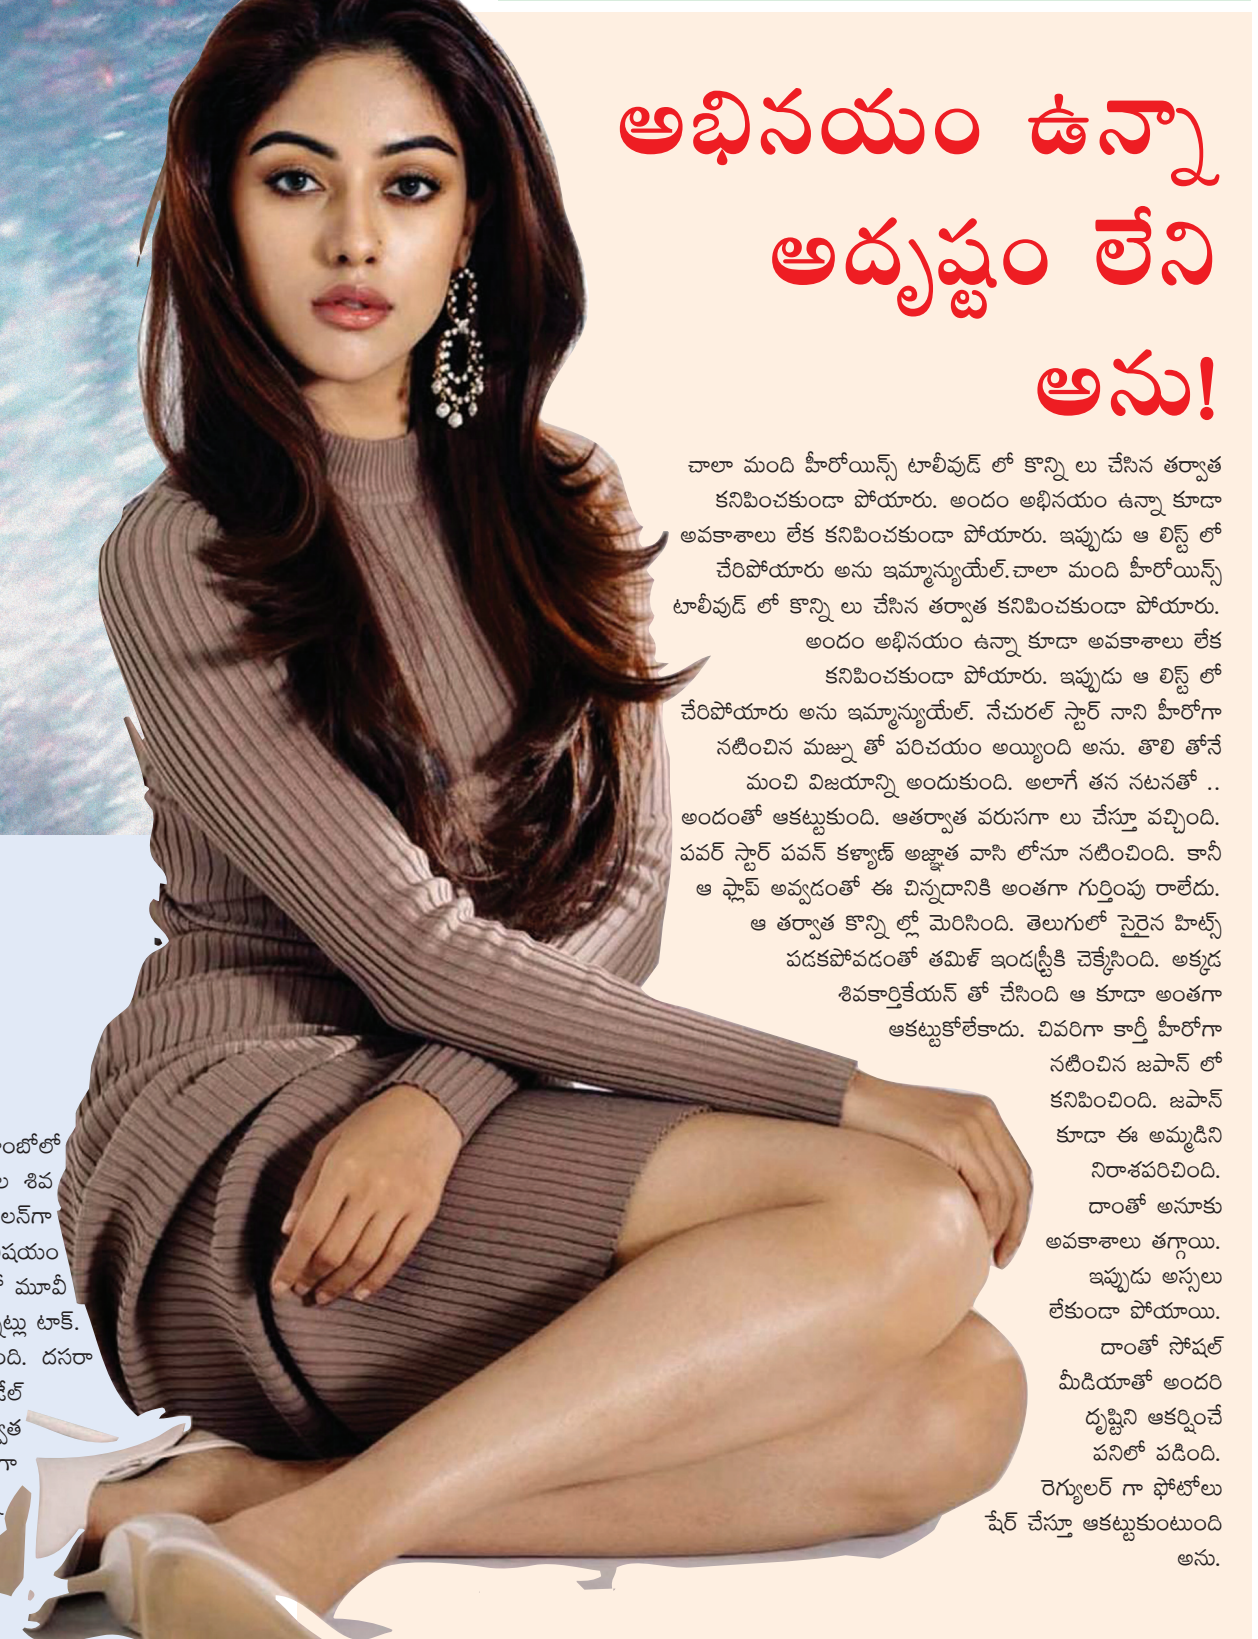 అభినయం ఉన్నా
అదృష్టం లేని
అను!
చాలా మంది హీరోయిన్స్ టాలీవుడ్ లో కొన్ని లు చేసిన తర్వాత
కనిపించకుండా పోయారు. అందం అభినయం ఉన్నా కూడా
అవకాశాలు లేక కనిపించకుండా పోయారు. ఇప్పుడు ఆ లిస్ట్ లో
చేరిపోయారు అను ఇమ్మాన్యుయేల్.చాలా మంది హీరోయిన్స్
టాలీవుడ్ లో కొన్ని లు చేసిన తర్వాత కనిపించకుండా పోయారు.
అందం అభినయం ఉన్నా కూడా అవకాశాలు లేక
కనిపించకుండా పోయారు. ఇప్పుడు ఆ లిస్ట్ లో
చేరిపోయారు అను ఇమ్మాన్యుయేల్. నేచురల్ స్టార్ నాని హీరోగా
నటించిన మజ్ను తో పరిచయం అయ్యింది అను. తొలి తోనే
మంచి విజయాన్ని అందుకుంది. అలాగే తన నటనతో ..
అందంతో ఆకట్టుకుంది. ఆతర్వాత వరుసగా లు చేస్తూ వచ్చింది.
పవర్ స్టార్ పవన్ కళ్యాణ్ అజ్ఞాత వాసి లోనూ నటించింది. కానీ
ఆ ఫ్లాప్ అవ్వడంతో ఈ చిన్నదానికి అంతగా గుర్తింపు రాలేదు.
ఆ తర్వాత కొన్ని ల్లో మెరిసింది. తెలుగులో సైరైన హిట్స్
పడకపోవడంతో తమిళ్ ఇండస్ట్రీకి చెక్కేసింది. అక్కడ
శివకార్తికేయన్ తో చేసింది ఆ కూడా అంతగా
ఆకట్టుకోలేకాదు. చివరిగా కార్తీ హీరోగా
నటించిన జపాన్ లో
కనిపించింది. జపాన్
కూడా ఈ అమ్మడిని
నిరాశపరిచింది.
దాంతో అనూకు
అవకాశాలు తగ్గాయి.
ఇప్పుడు అస్సలు
లేకుండా పోయాయి.
దాంతో సోషల్
మీడియాతో అందరి
దృష్టిని ఆకర్షించే
పనిలో పడింది.
రెగ్యులర్ గా ఫోటోలు
షేర్ చేస్తూ ఆకట్టుకుంటుంది
అను.
శివ
మూవీ
టాక్.
దసరా